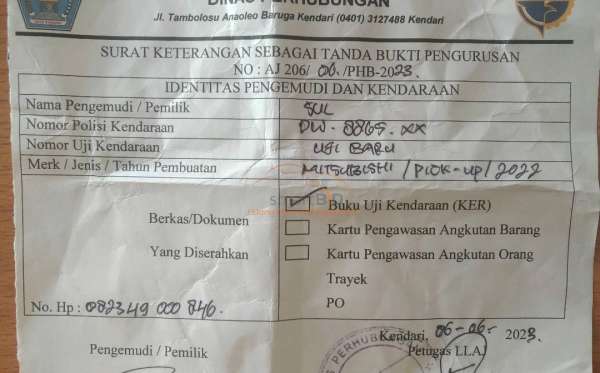 DINAS PERHUBUNGAN
Jl. Tambolosu Anaoleo Baruga Kendari (0401) 3127488 Kendari
SURAT KETERANGAN SEBAGAI TANDA BUKTI PENGURUSAN
NO : AJ 206/ 06 /PHB-2023.
IDENTITAS PENGEMUDI DAN KENDARAAN
Nama Pengemudi / Pemilik SUL
Nomor Polisi Kendaraan DW. 8869. XX
Nomor Uji Kendaraan UJI BARU
Merk / Jenis / Tahun Pembuatan MITSUBISHI / PICK-UP / 2022
Berkas/Dokumen
Yang Diserahkan
Buku Uji Kendaraan (KER)
Kartu Pengawasan Angkutan Barang
Kartu Pengawasan Angkutan Orang
Trayek
PO
No. Hp : 082349 000 846.
Kendari, 06-06- 2023.
Pengemudi / Pemilik
Petugas LLAJ